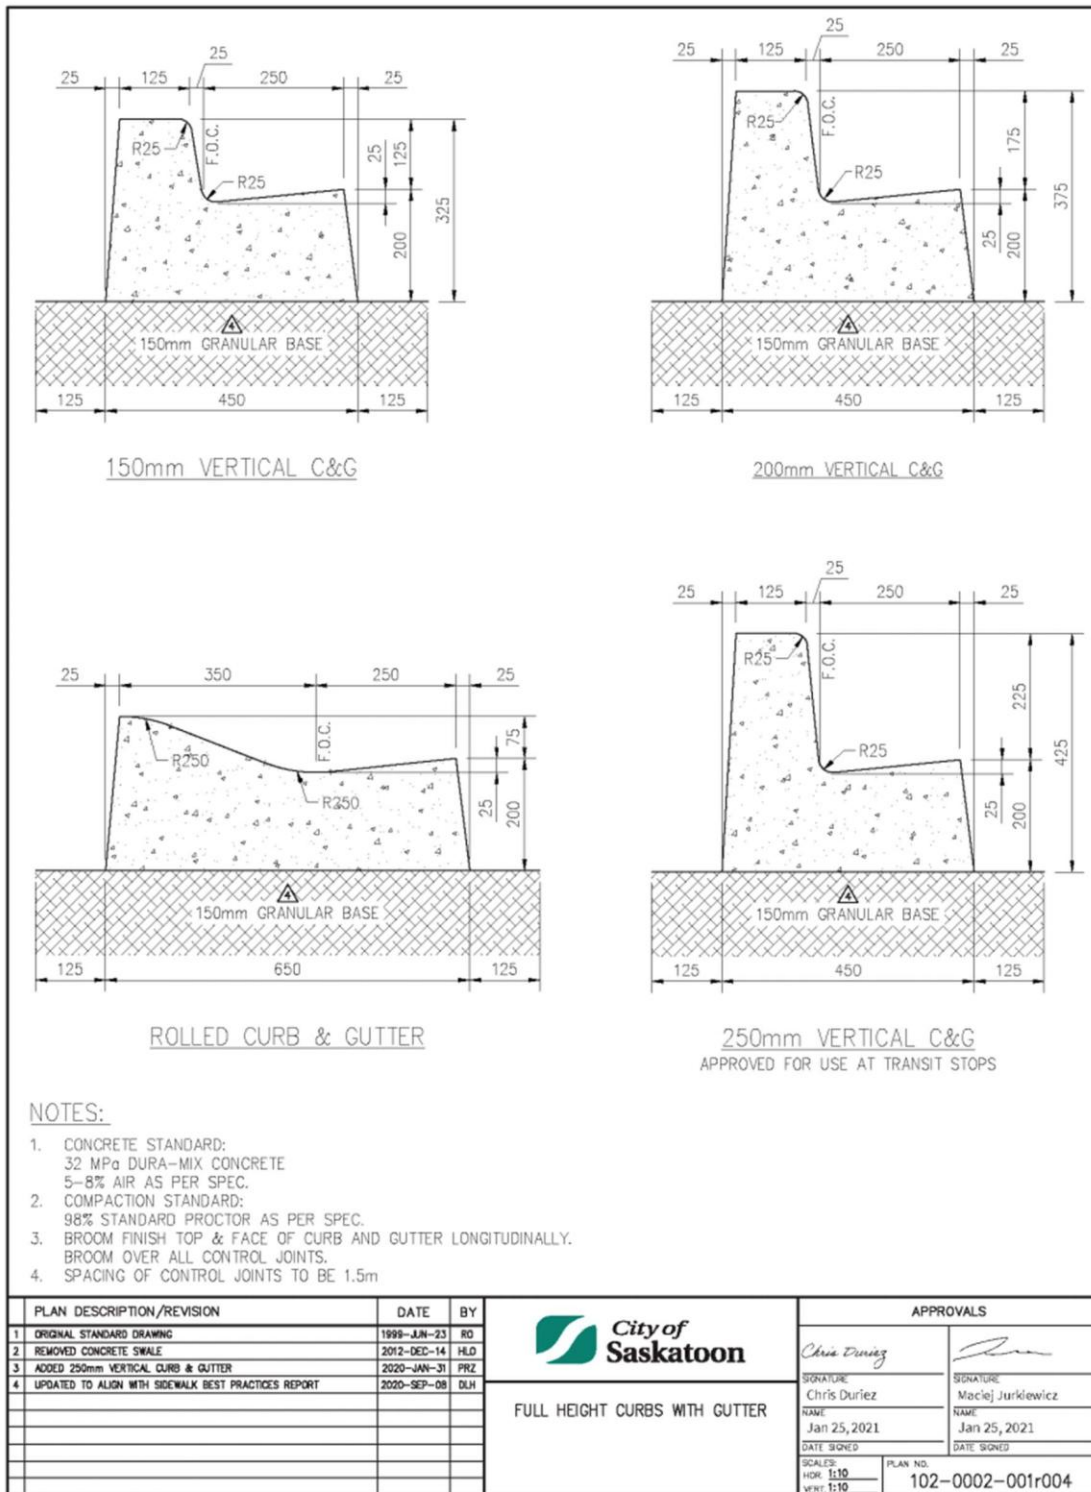 25
25 125 250 25
R25
F.O.C.
R25
25
125
325
200
4
150mm GRANULAR BASE
125 450 125
150mm VERTICAL C&G
25
25 125 250 25
R25
F.O.C.
R25
175
375
25
200
4
150mm GRANULAR BASE
125 450 125
200mm VERTICAL C&G
25 350 250 25
R250
F.O.C.
R250
75
25
200
4
150mm GRANULAR BASE
125 650 125
ROLLED CURB & GUTTER
25
25 125 250 25
R25
F.O.C.
R25
225
425
25
200
4
150mm GRANULAR BASE
125 450 125
250mm VERTICAL C&G
APPROVED FOR USE AT TRANSIT STOPS
NOTES:
1. CONCRETE STANDARD:
32 MPa DURA-MIX CONCRETE
5-8% AIR AS PER SPEC.
2. COMPACTION STANDARD:
98% STANDARD PROCTOR AS PER SPEC.
3. BROOM FINISH TOP & FACE OF CURB AND GUTTER LONGITUDINALLY.
BROOM OVER ALL CONTROL JOINTS.
4. SPACING OF CONTROL JOINTS TO BE 1.5m
PLAN DESCRIPTION/REVISION DATE BY
1 ORIGINAL STANDARD DRAWING 1999-JUN-23 RO
2 REMOVED CONCRETE SWALE 2012-DEC-14 HLO
3 ADDED 250mm VERTICAL CURB & GUTTER 2020-JAN-31 PRZ
4 UPDATED TO ALIGN WITH SIDEWALK BEST PRACTICES REPORT 2020-SEP-08 DLH
City of
Saskatoon
FULL HEIGHT CURBS WITH GUTTER
APPROVALS
Chris Duriez
SIGNATURE
Chris Duriez
NAME
Jan 25, 2021
DATE SIGNED
SIGNATURE
Maciej Jurkiewicz
NAME
Jan 25, 2021
DATE SIGNED
SCALES:
HOR. 1:10
VERT. 1:10
PLAN NO.
102-0002-001r004